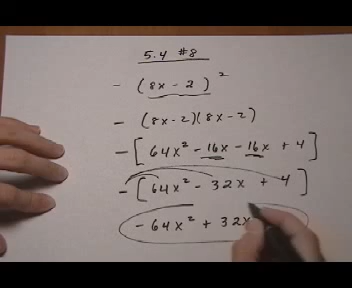 5.4 #8
- (8x - 2)²
- (8x-2)(8x-2)
- [64x² - 16x - 16x + 4]
- [64x² - 32x + 4]
- 64x² + 32x